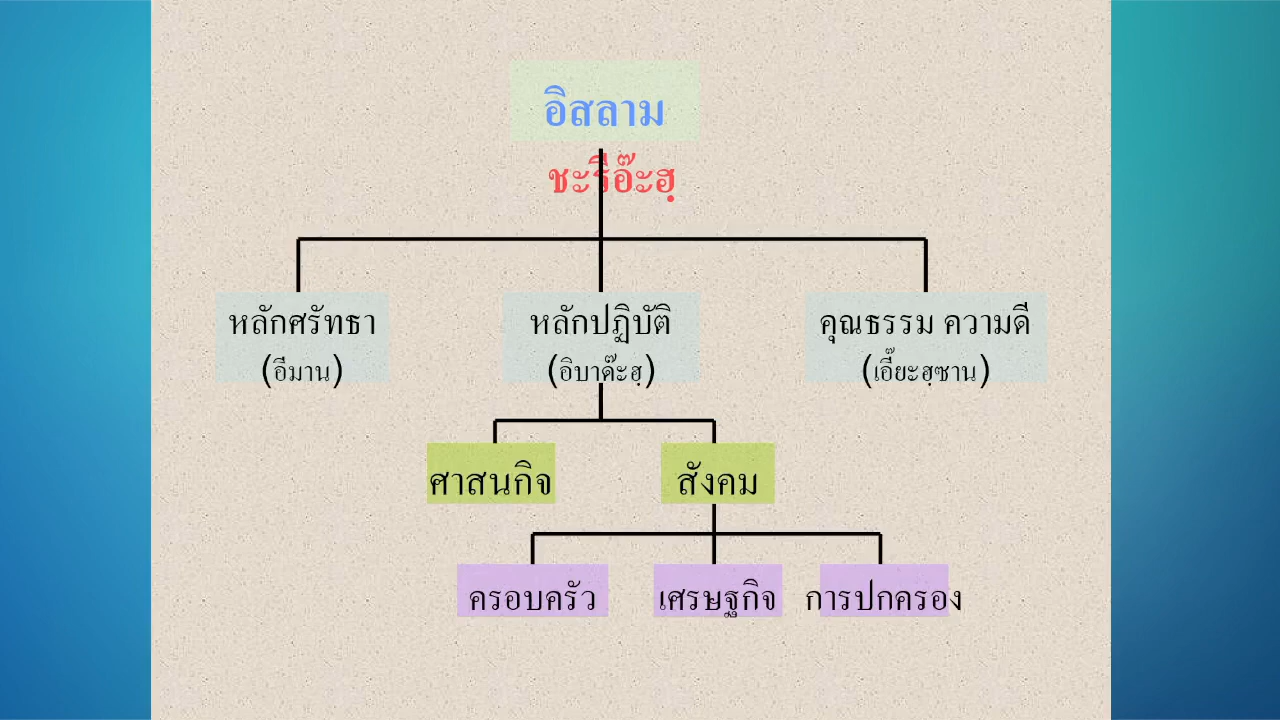 อิสลาม
ชะรีอ๊ะฮฺ
หลักศรัทธา
(อีมาน)
หลักปฏิบัติ
(อิบาด๊ะฮฺ)
คุณธรรม ความดี
(เอี๊ยะฮฺซาน)
ศาสนกิจ
สังคม
ครอบครัว
เศรษฐกิจ
การปกครอง